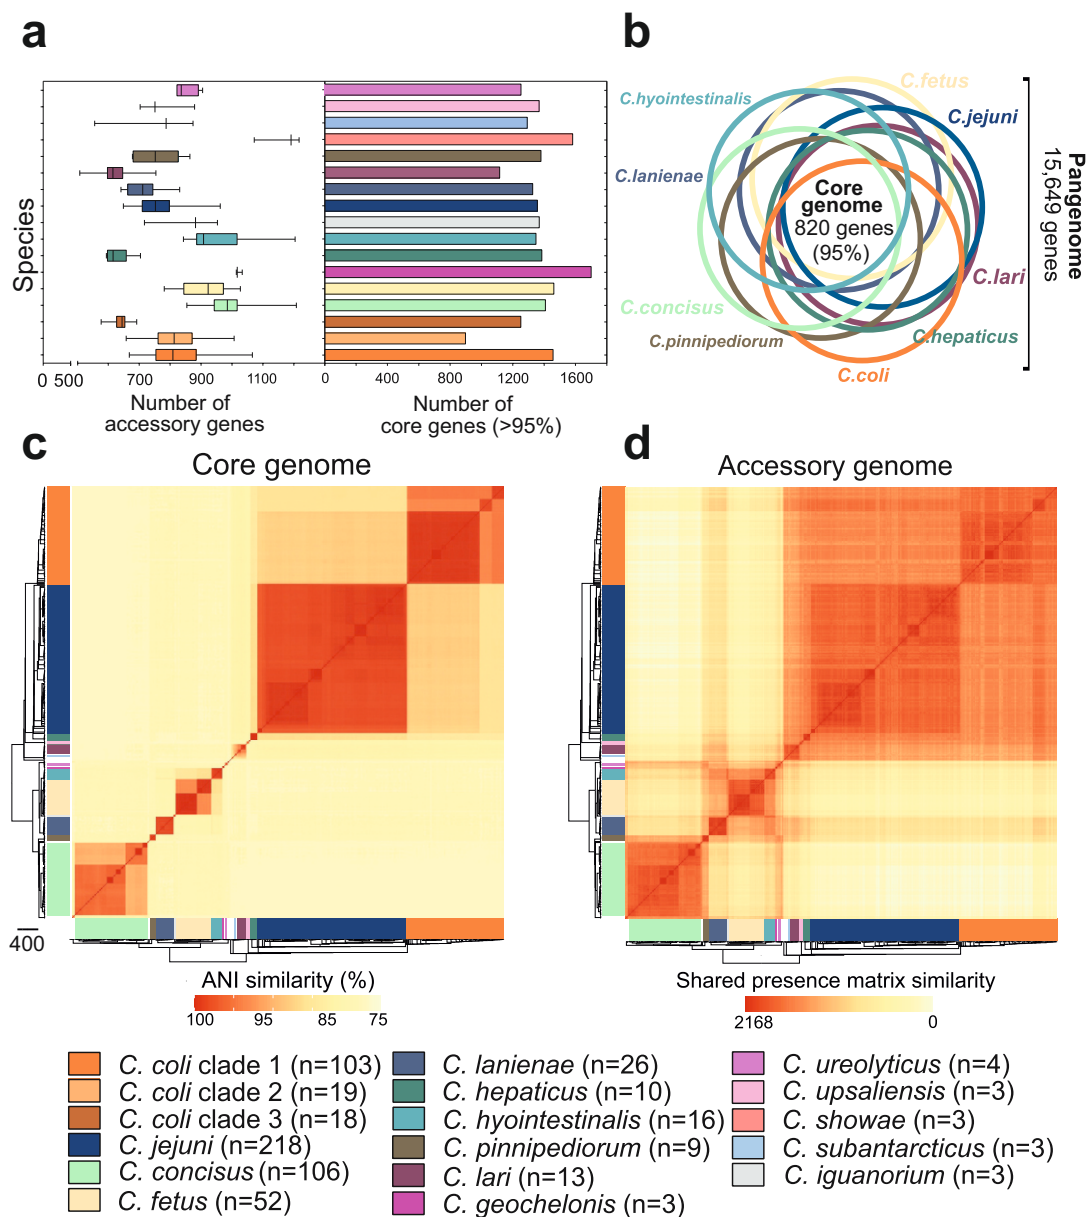 a
Species
0 500 700 900 1100
Number of
accessory genes
0 400 800 1200 1600
Number of
core genes (>95%)
b
C.fetus
C.hyointestinalis
C.jejuni
C.lanienae
Core
genome
820 genes
(95%)
C.lari
C.concisus
C.pinnipediorum
C.hepaticus
C.coli
Pangenome
15,649 genes
c
Core genome
400
ANI similarity (%)
100 95 85 75
d
Accessory genome
Shared presence matrix similarity
2168 0
C. coli clade 1 (n=103)
C. coli clade 2 (n=19)
C. coli clade 3 (n=18)
C. jejuni (n=218)
C. concisus (n=106)
C. fetus (n=52)
C. lanienae (n=26)
C. hepaticus (n=10)
C. hyointestinalis (n=16)
C. pinnipediorum (n=9)
C. lari (n=13)
C. geochelonis (n=3)
C. ureolyticus (n=4)
C. upsaliensis (n=3)
C. showae (n=3)
C. subantarcticus (n=3)
C. iguanorium (n=3)